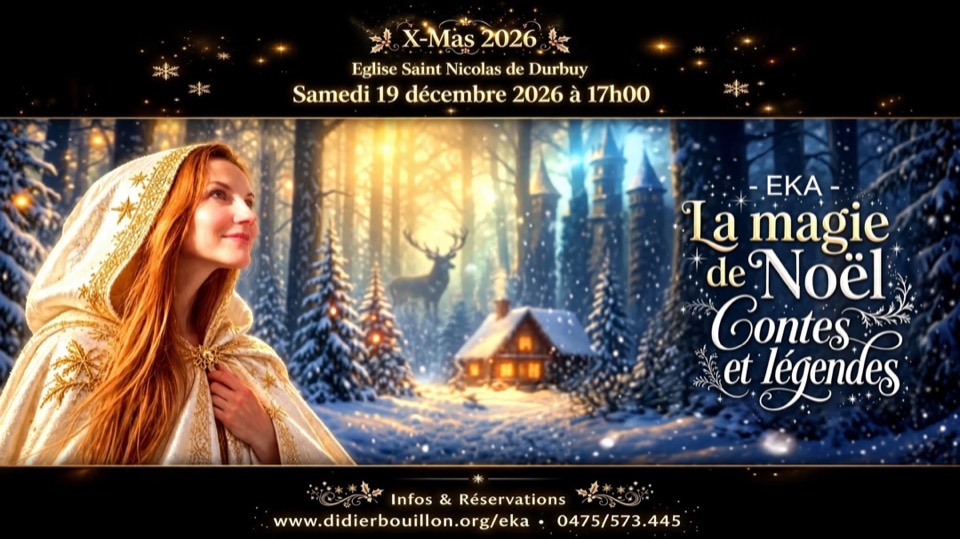 X-Mas 2026
Eglise Saint Nicolas de Durbuy
Samedi 19 décembre 2026 à 17h00
- EKA -
La magie
de Noël
Contes
et légendes
Infos & Réservations
www.didierbouillon.org/eka • 0475/573.445